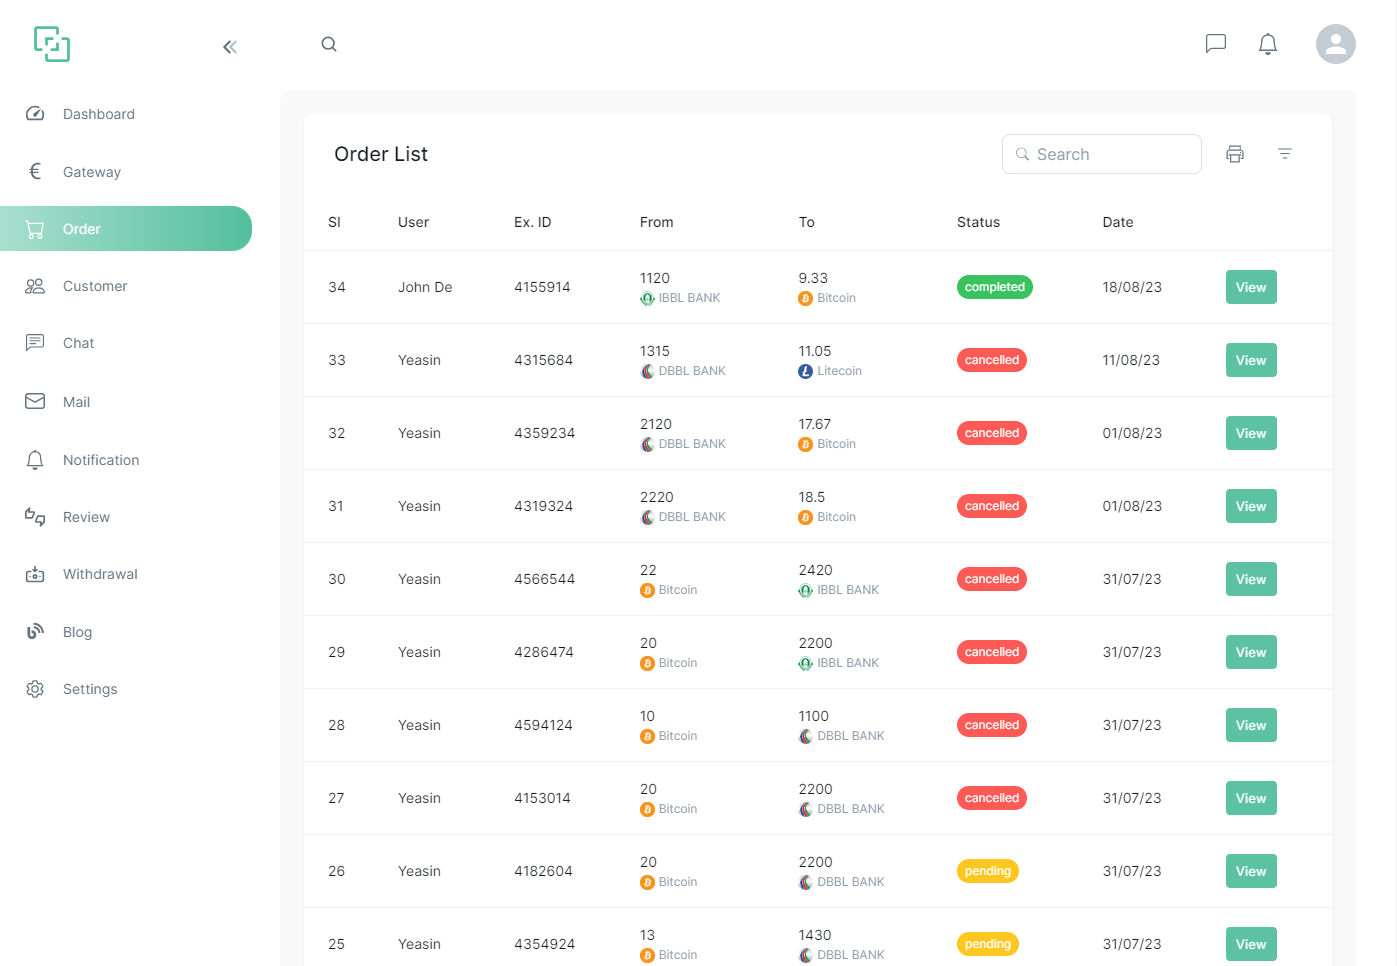 Dashboard
Gateway
Order
Customer
Chat
Mail
Notification
Review
Withdrawal
Blog
Settings
Order List
Search
Sl User Ex. ID From To Status Date
34 John De 4155914 1120 9.33 completed 18/08/23 View
IBBL BANK Bitcoin
33 Yeasin 4315684 1315 11.05 cancelled 11/08/23 View
DBBL BANK Litecoin
32 Yeasin 4359234 2120 17.67 cancelled 01/08/23 View
DBBL BANK Bitcoin
31 Yeasin 4319324 2220 18.5 cancelled 01/08/23 View
DBBL BANK Bitcoin
30 Yeasin 4566544 22 2420 cancelled 31/07/23 View
Bitcoin IBBL BANK
29 Yeasin 4286474 20 2200 cancelled 31/07/23 View
Bitcoin IBBL BANK
28 Yeasin 4594124 10 1100 cancelled 31/07/23 View
Bitcoin DBBL BANK
27 Yeasin 4153014 20 2200 cancelled 31/07/23 View
Bitcoin DBBL BANK
26 Yeasin 4182604 20 2200 pending 31/07/23 View
Bitcoin DBBL BANK
25 Yeasin 4354924 13 1430 pending 31/07/23 View
Bitcoin DBBL BANK